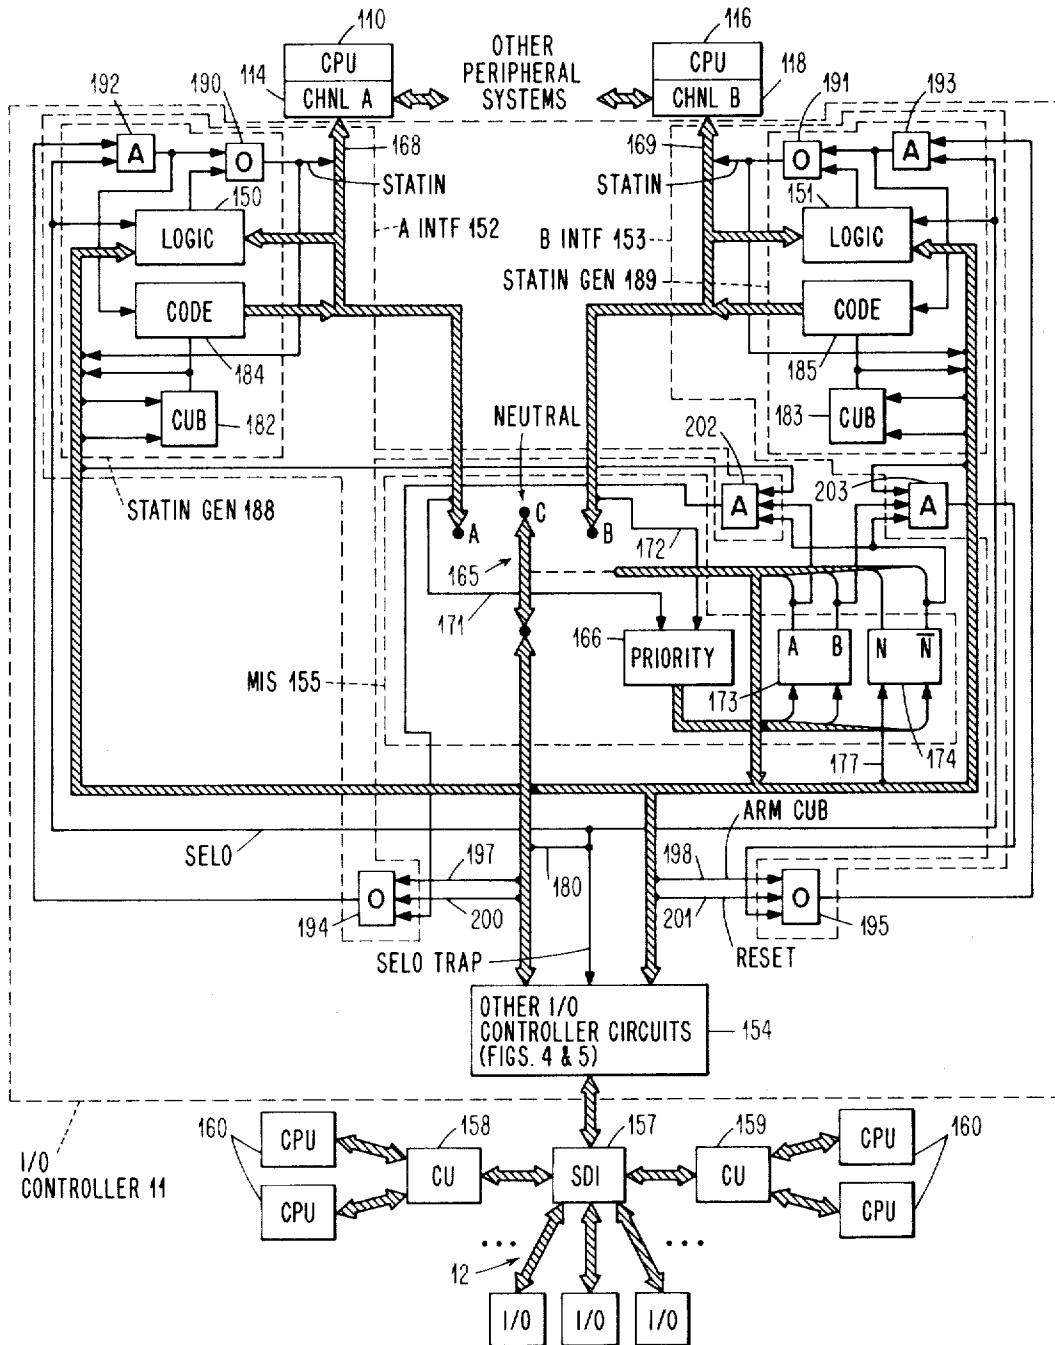 110
CPU
CHNL A
114
OTHER
PERIPHERAL
SYSTEMS
116
CPU
CHNL B
118
192
190
A
O
168
STATIN
150
LOGIC
A INTF 152
CODE
184
CUB
182
STATIN GEN 188
191
193
O
A
169
STATIN
151
LOGIC
B INTF 153
STATIN GEN 189
CODE
185
CUB
183
NEUTRAL
C
A
B
165
171
172
202
A
203
A
166
PRIORITY
A B
173
N N̅
174
177
MIS 155
SELO
ARM CUB
197
180
198
O
194
200
201
O
195
SELO TRAP
RESET
OTHER I/O
CONTROLLER CIRCUITS
(FIGS. 4 & 5)
154
I/O
CONTROLLER 11
160
CPU
CPU
158
CU
157
SDI
159
CU
CPU
CPU
160
...
12
...
I/O
I/O
I/O